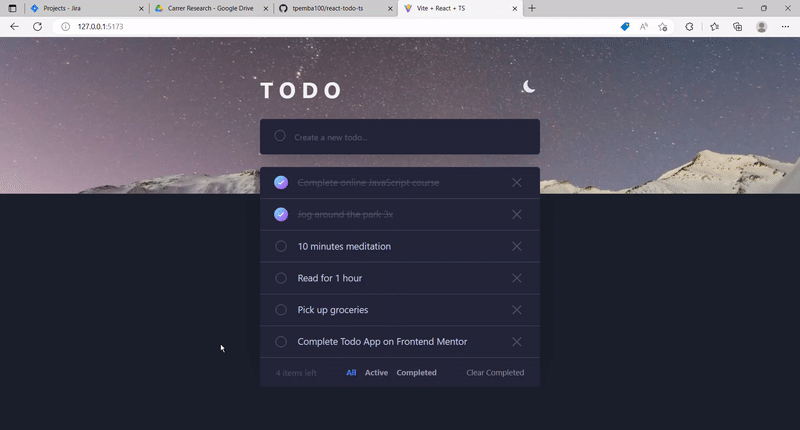 Projects - Jira
Carrer Research - Google Drive
tpemba100/react-todo-ts
Vite + React + TS
127.0.0.1:5173
TODO
Create a new todo...
Complete online JavaScript course
Jog around the park 3x
10 minutes meditation
Read for 1 hour
Pick up groceries
Complete Todo App on Frontend Mentor
4 items left
All Active Completed
Clear Completed